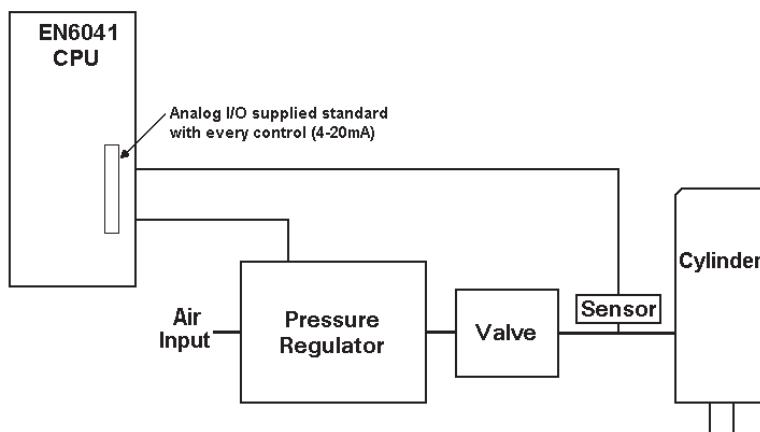 EN6041
CPU
Analog I/O supplied standard
with every control (4-20mA)
Cylinder
Sensor
Air
Input
Pressure
Regulator
Valve